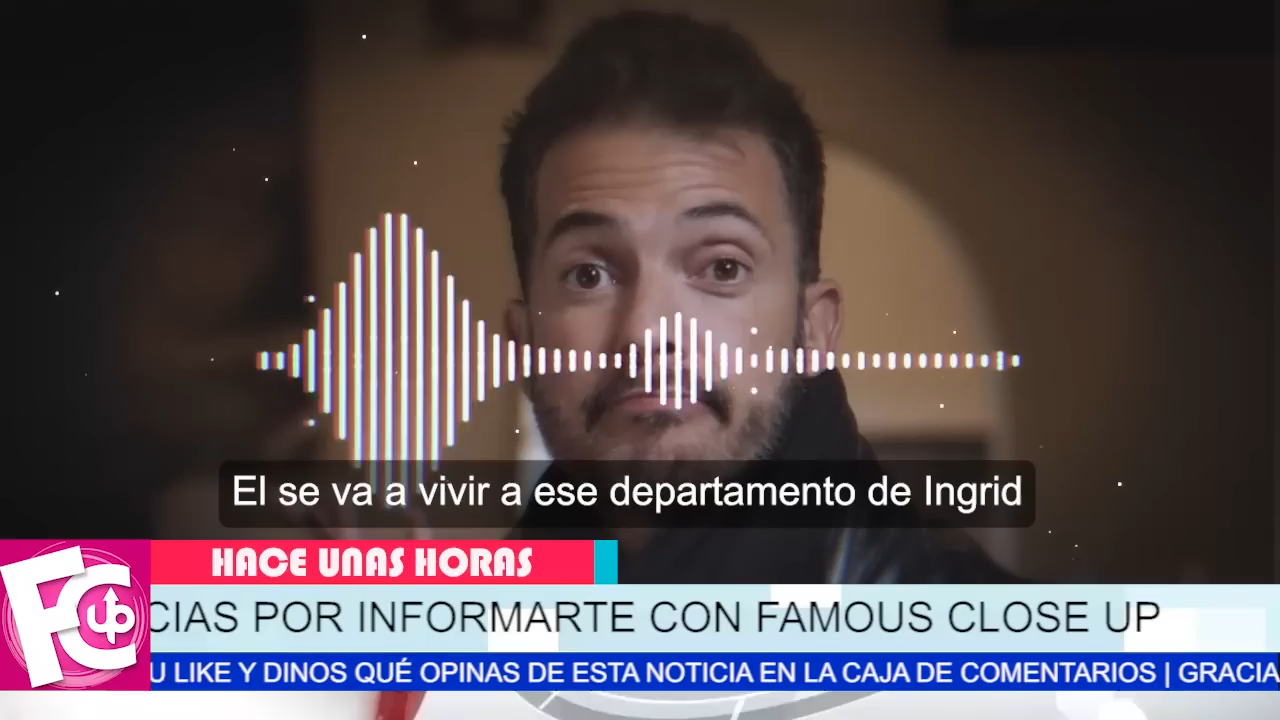 El se va a vivir a ese departamento de Ingrid
HACE UNAS HORAS
FC
UP
CIAS POR INFORMARTE CON FAMOUS CLOSE UP
U LIKE Y DINOS QUÉ OPINAS DE ESTA NOTICIA EN LA CAJA DE COMENTARIOS | GRACIA